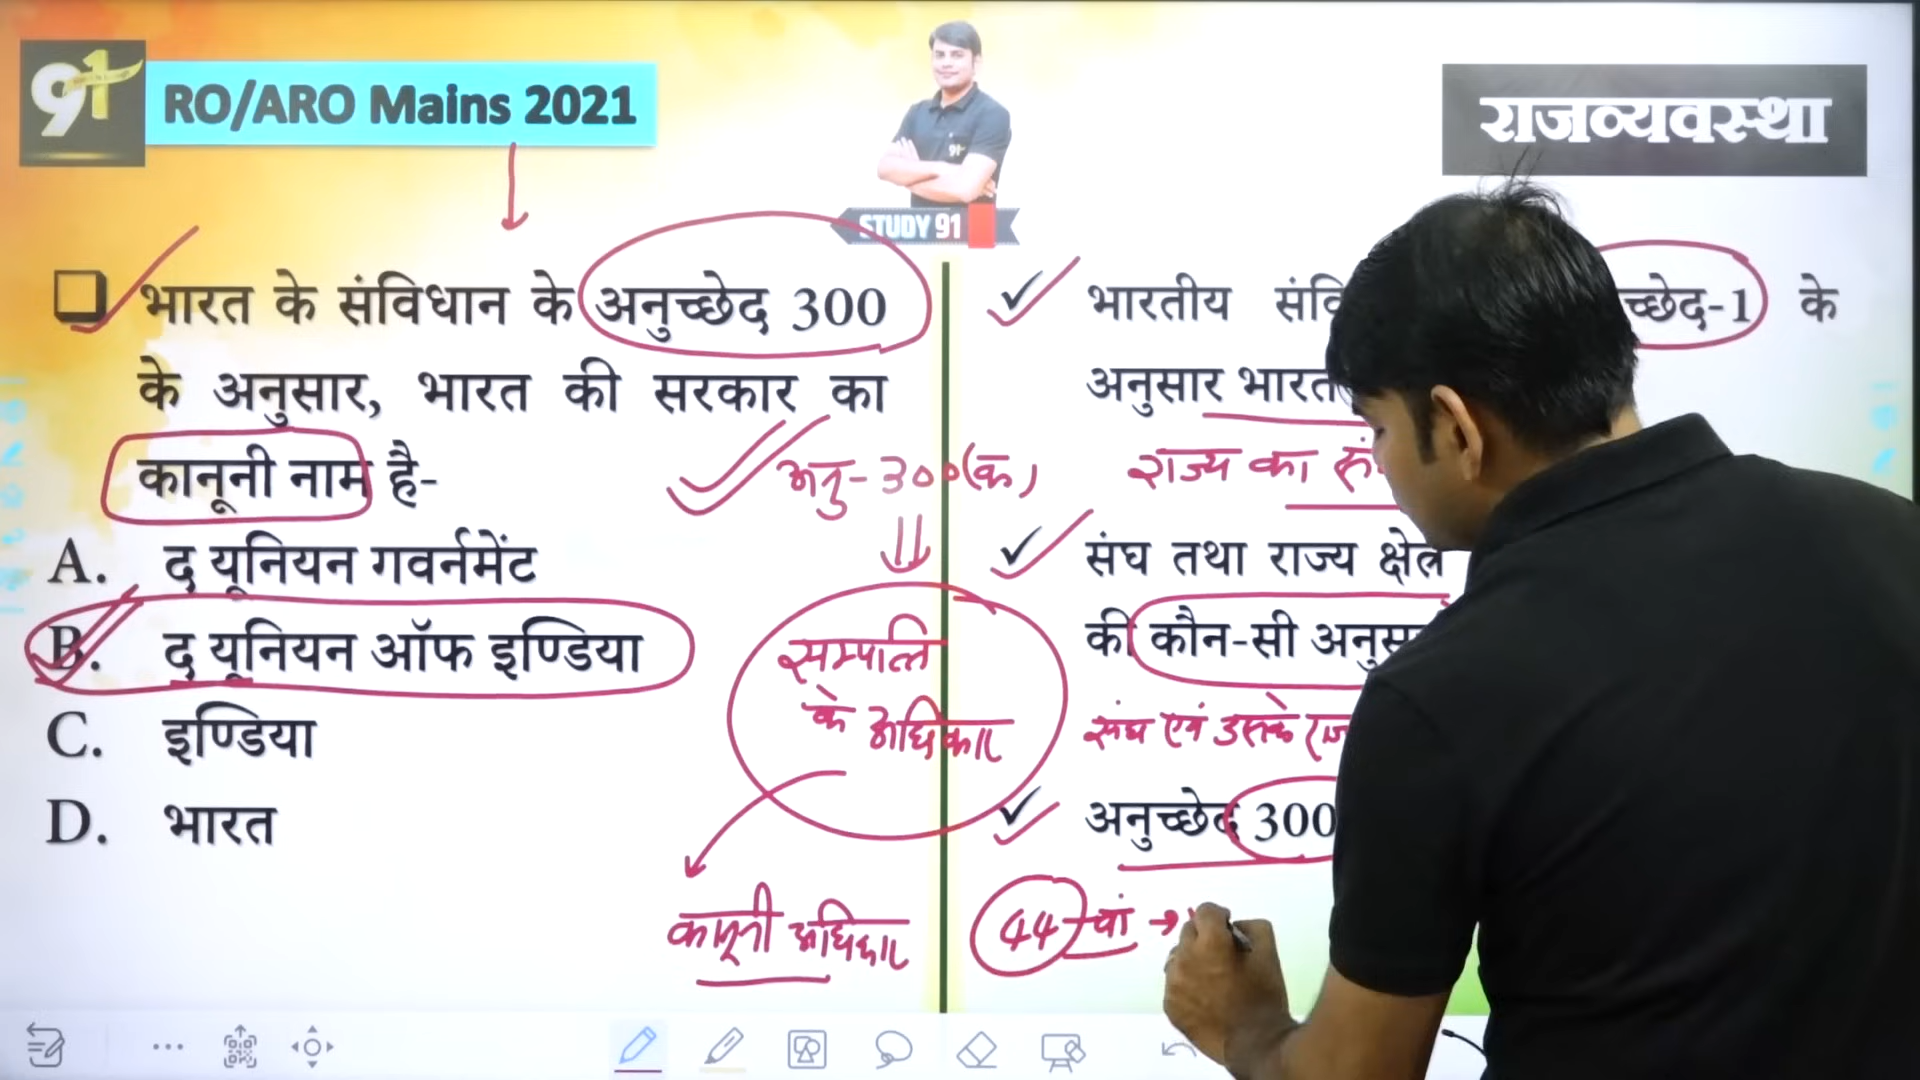 91
RO/ARO Mains 2021
STUDY 91
राजव्यवस्था
भारत के संविधान के अनुच्छेद 300
के अनुसार, भारत की सरकार का
कानूनी नाम है-
A. द यूनियन गवर्नमेंट
B. द यूनियन ऑफ इण्डिया
C. इण्डिया
D. भारत
अनु-300(क)
सम्पत्ति
के अधिकार
कानूनी अधिकार
भारतीय च्छेद-1 के
अनुसार भारत
राज्य का
संघ तथा राज्य क्षेत्र
की कौन-सी
संघ एवं उसके
अनुच्छेद 300
44 वां →